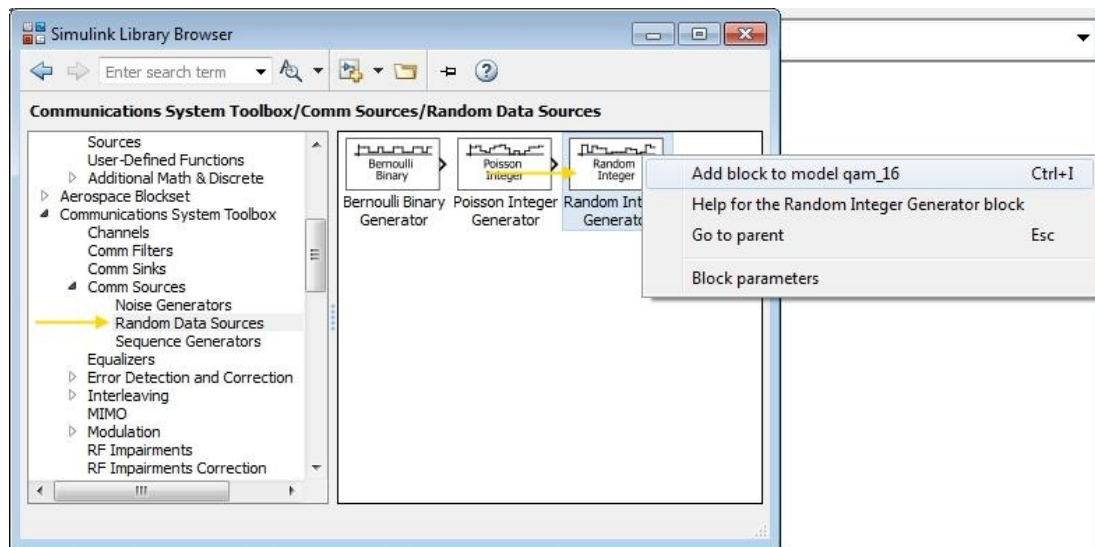 Simulink Library Browser
Enter search term
Communications System Toolbox/Comm Sources/Random Data Sources
Sources
User-Defined Functions
Additional Math & Discrete
Aerospace Blockset
Communications System Toolbox
Channels
Comm Filters
Comm Sinks
Comm Sources
Noise Generators
Random Data Sources
Sequence Generators
Equalizers
Error Detection and Correction
Interleaving
MIMO
Modulation
RF Impairments
RF Impairments Correction
Bernoulli
Binary
Bernoulli Binary
Generator
Poisson
Integer
Poisson Integer
Generator
Random
Integer
Random Int
Generato
Add block to model qam_16 Ctrl+I
Help for the Random Integer Generator block
Go to parent Esc
Block parameters